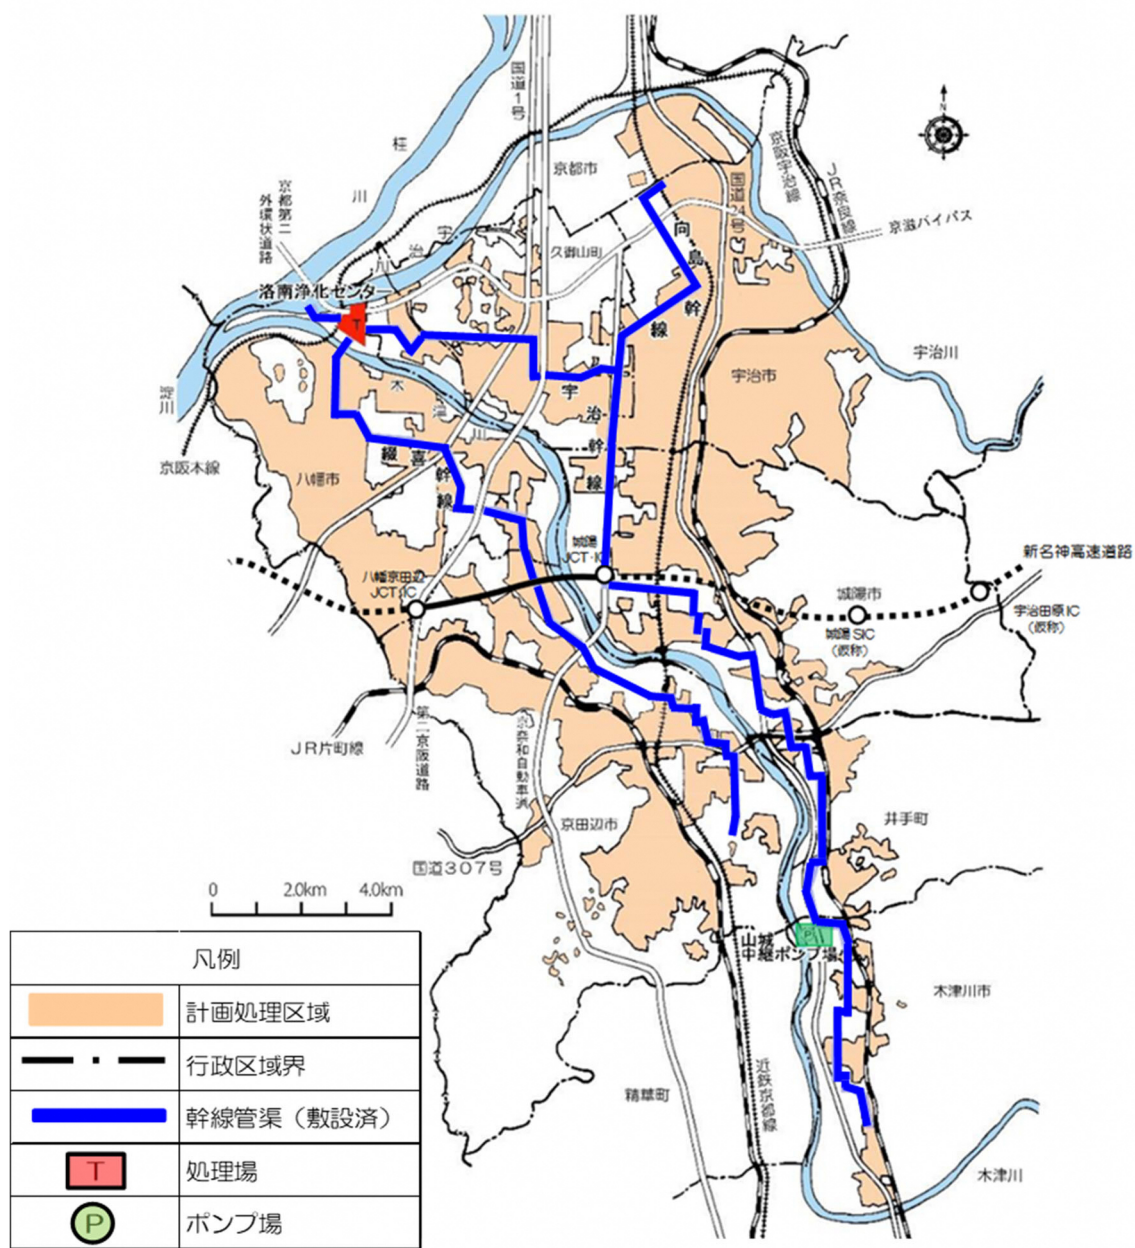 N
国道1号
桂川
京都市
京阪宇治線
JR奈良線
国道24号
京都第二
外環状道路
宇治川
久御山町
向島幹線
京滋バイパス
洛南浄化センター
T
宇治川
宇治市
淀川
木津川
宇治幹線
京阪本線
綴喜幹線
八幡市
城陽
JCT・IC
新名神高速道路
八幡京田辺
JCT・IC
城陽市
城陽SIC
(仮称)
宇治田原IC
(仮称)
JR片町線
第二京阪道路
京奈和自動車道
京田辺市
井手町
国道307号
0 2.0km 4.0km
P
山城
中継ポンプ場
木津川市
精華町
近鉄京都線
木津川
凡例
計画処理区域
行政区域界
幹線管渠(敷設済)
T 処理場
P ポンプ場